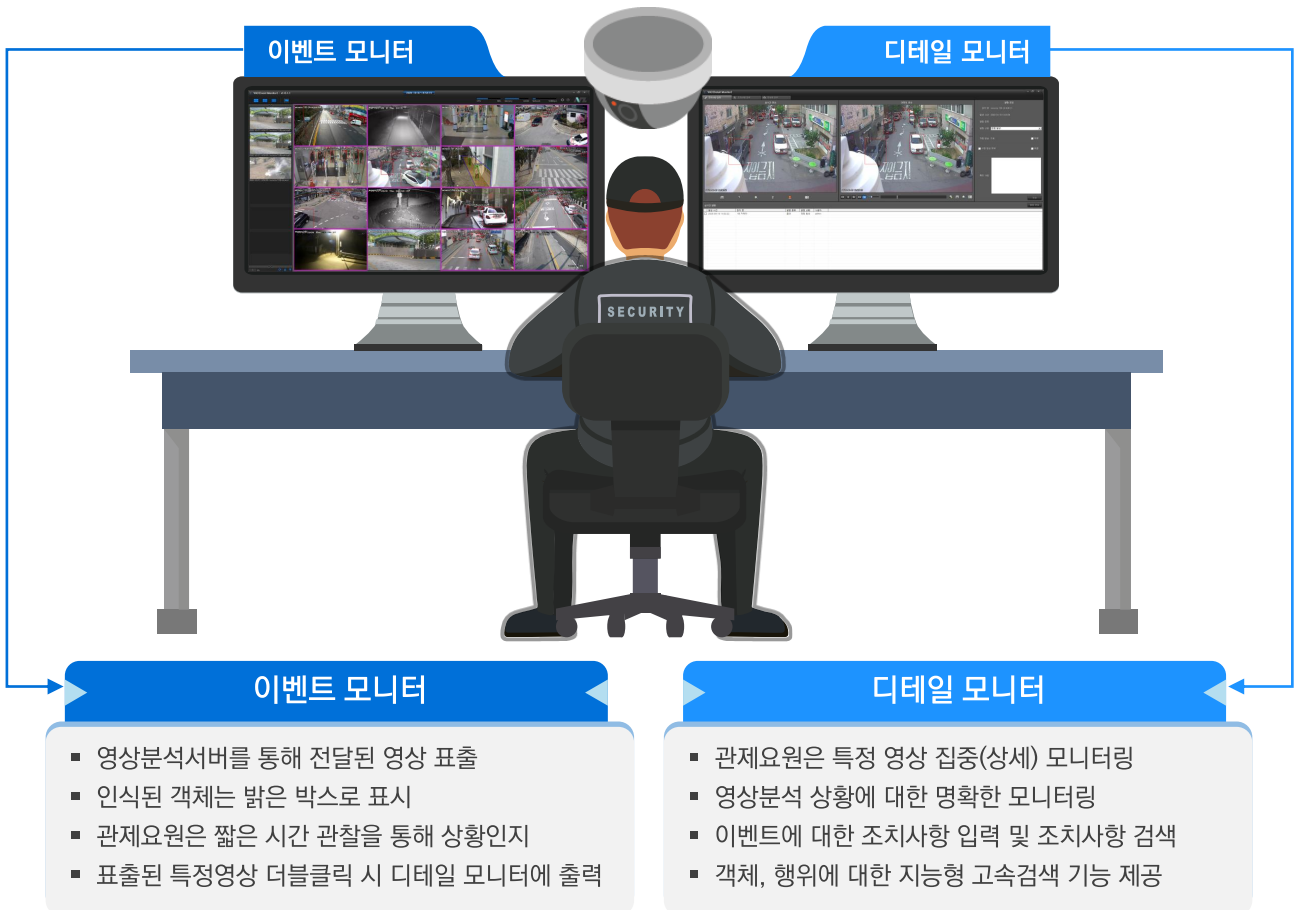 이벤트 모니터
디테일 모니터
SECURITY
이벤트 모니터
▪ 영상분석서버를 통해 전달된 영상 표출
▪ 인식된 객체는 밝은 박스로 표시
▪ 관제요원은 짧은 시간 관찰을 통해 상황인지
▪ 표출된 특정영상 더블클릭 시 디테일 모니터에 출력
디테일 모니터
▪ 관제요원은 특정 영상 집중(상세) 모니터링
▪ 영상분석 상황에 대한 명확한 모니터링
▪ 이벤트에 대한 조치사항 입력 및 조치사항 검색
▪ 객체, 행위에 대한 지능형 고속검색 기능 제공